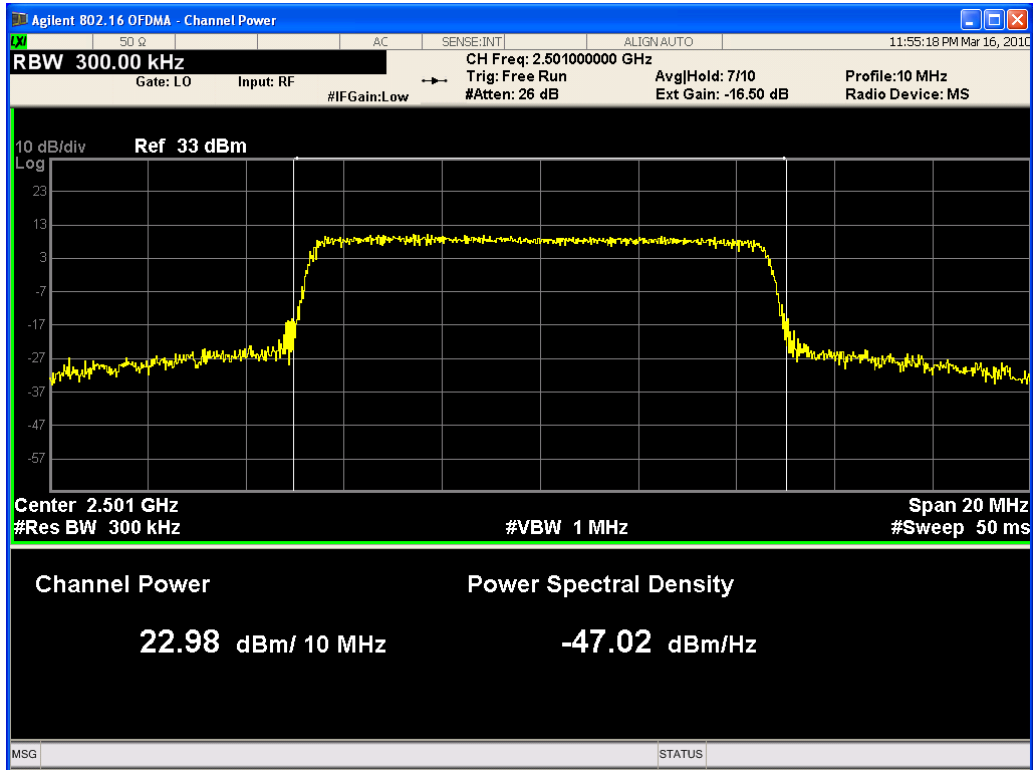 Agilent 802.16 OFDMA - Channel Power
LXI 50 Ω AC SENSE:INT ALIGN AUTO 11:55:18 PM Mar 16, 2010
RBW 300.00 kHz
Gate: LO Input: RF #IFGain:Low
CH Freq: 2.501000000 GHz
Trig: Free Run Avg|Hold: 7/10 Profile:10 MHz
#Atten: 26 dB Ext Gain: -16.50 dB Radio Device: MS
10 dB/div Ref 33 dBm
Log
23
13
3
-7
-17
-27
-37
-47
-57
Center 2.501 GHz Span 20 MHz
#Res BW 300 kHz #VBW 1 MHz #Sweep 50 ms
Channel Power Power Spectral Density
22.98 dBm/ 10 MHz -47.02 dBm/Hz
MSG STATUS